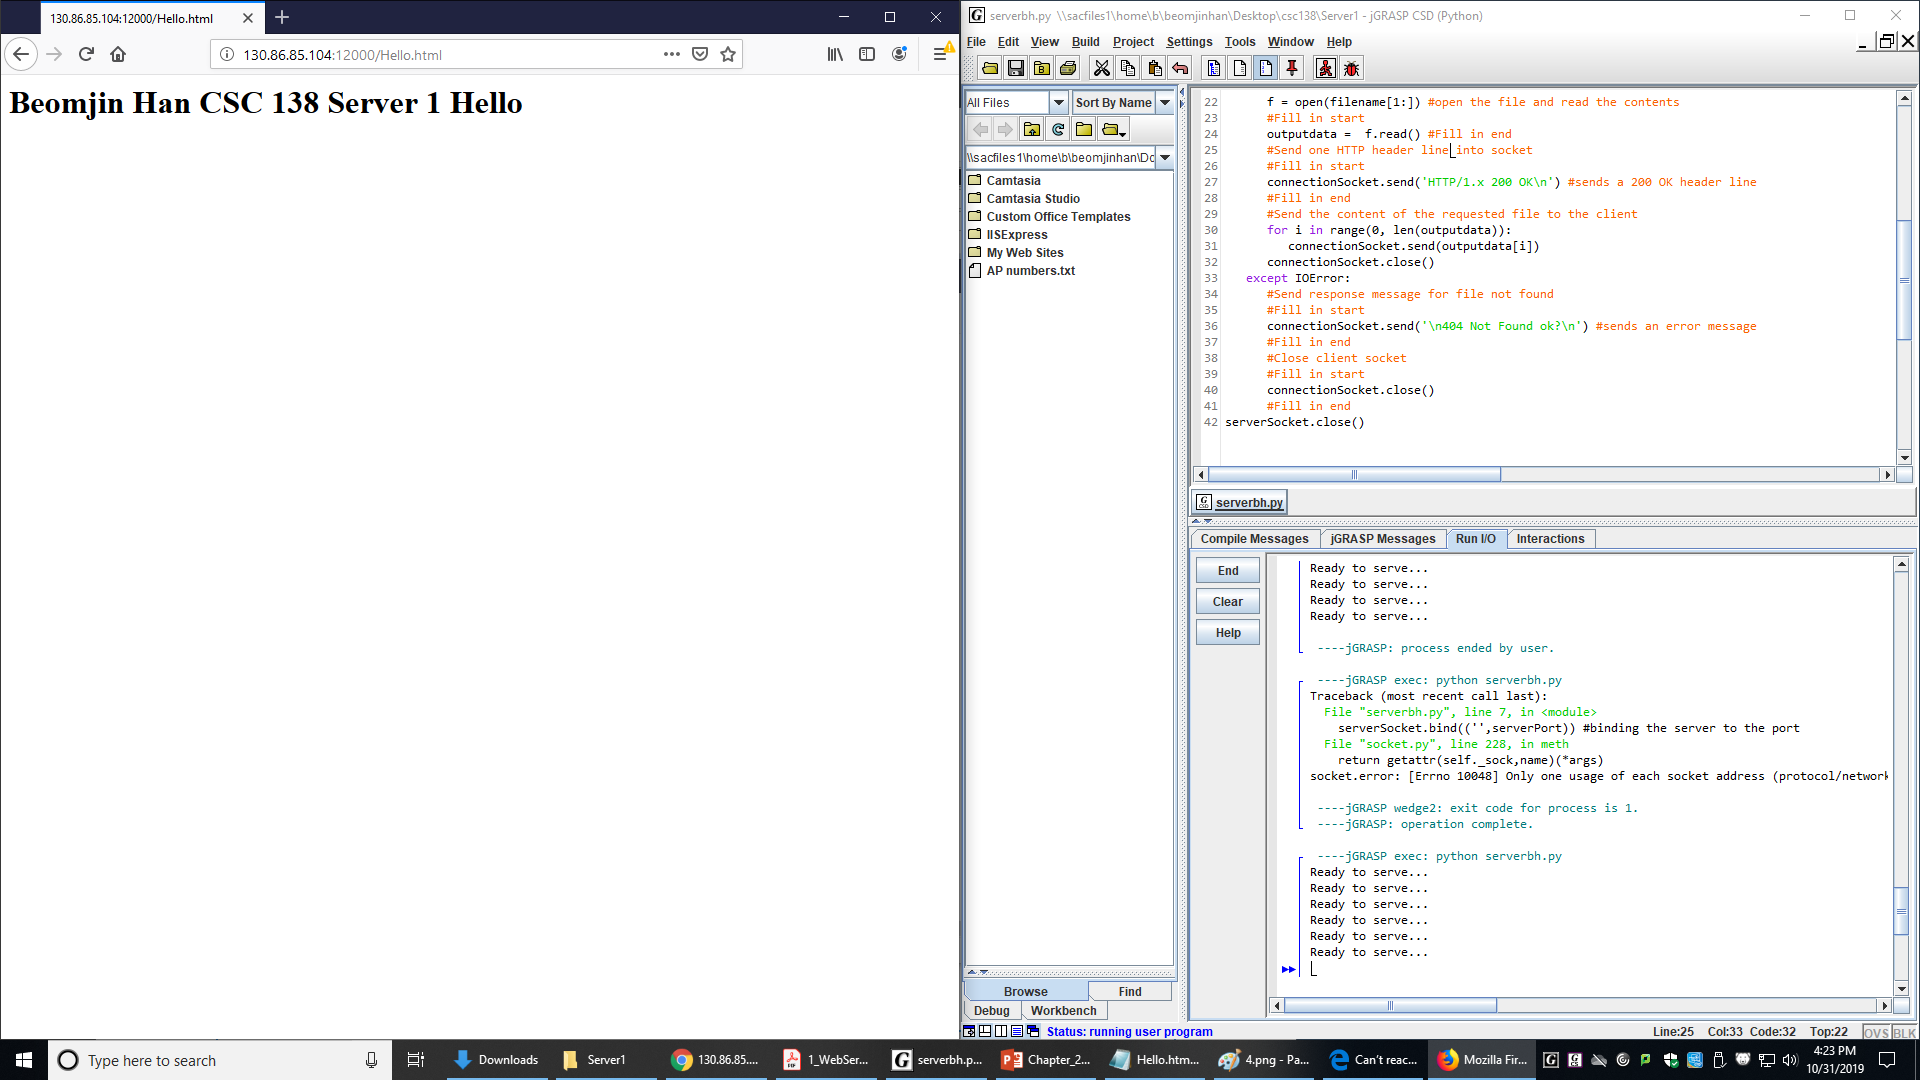 130.86.85.104:12000/Hello.html
130.86.85.104:12000/Hello.html
Beomjin Han CSC 138 Server 1 Hello
serverbh.py \\sacfiles1\home\b\beomjinhan\Desktop\csc138\Server1 - jGRASP CSD (Python)
File Edit View Build Project Settings Tools Window Help
All Files Sort By Name
\\sacfiles1\home\b\beomjinhan\Dc
Camtasia
Camtasia Studio
Custom Office Templates
IISExpress
My Web Sites
AP numbers.txt
Browse Find
Debug Workbench
22 f = open(filename[1:]) #open the file and read the contents
23 #Fill in start
24 outputdata = f.read() #Fill in end
25 #Send one HTTP header line into socket
26 #Fill in start
27 connectionSocket.send('HTTP/1.x 200 OK\n') #sends a 200 OK header line
28 #Fill in end
29 #Send the content of the requested file to the client
30 for i in range(0, len(outputdata)):
31 connectionSocket.send(outputdata[i])
32 connectionSocket.close()
33 except IOError:
34 #Send response message for file not found
35 #Fill in start
36 connectionSocket.send('\n404 Not Found ok?\n') #sends an error message
37 #Fill in end
38 #Close client socket
39 #Fill in start
40 connectionSocket.close()
41 #Fill in end
42 serverSocket.close()
serverbh.py
Compile Messages jGRASP Messages Run I/O Interactions
End
Clear
Help
Ready to serve...
Ready to serve...
Ready to serve...
Ready to serve...
----jGRASP: process ended by user.
----jGRASP exec: python serverbh.py
Traceback (most recent call last):
File "serverbh.py", line 7, in <module>
serverSocket.bind(('',serverPort)) #binding the server to the port
File "socket.py", line 228, in meth
return getattr(self._sock,name)(*args)
socket.error: [Errno 10048] Only one usage of each socket address (protocol/network
----jGRASP wedge2: exit code for process is 1.
----jGRASP: operation complete.
----jGRASP exec: python serverbh.py
Ready to serve...
Ready to serve...
Ready to serve...
Ready to serve...
Ready to serve...
Ready to serve...
Status: running user program
Line:25 Col:33 Code:32 Top:22 OVS BLK
Type here to search
Downloads Server1 130.86.85.... 1_WebSer... serverbh.p... Chapter_2... Hello.htm... 4.png - Pa... Can't reac... Mozilla Fir...
4:23 PM
10/31/2019